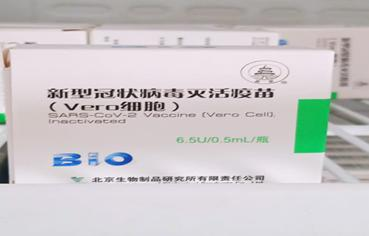 新型冠状病毒灭活疫苗
（Vero细胞）
SARS-CoV-2 Vaccine (Vero Cell),
Inactivated
6.5U/0.5mL/瓶
BIO
北京生物制品研究所有限责任公司